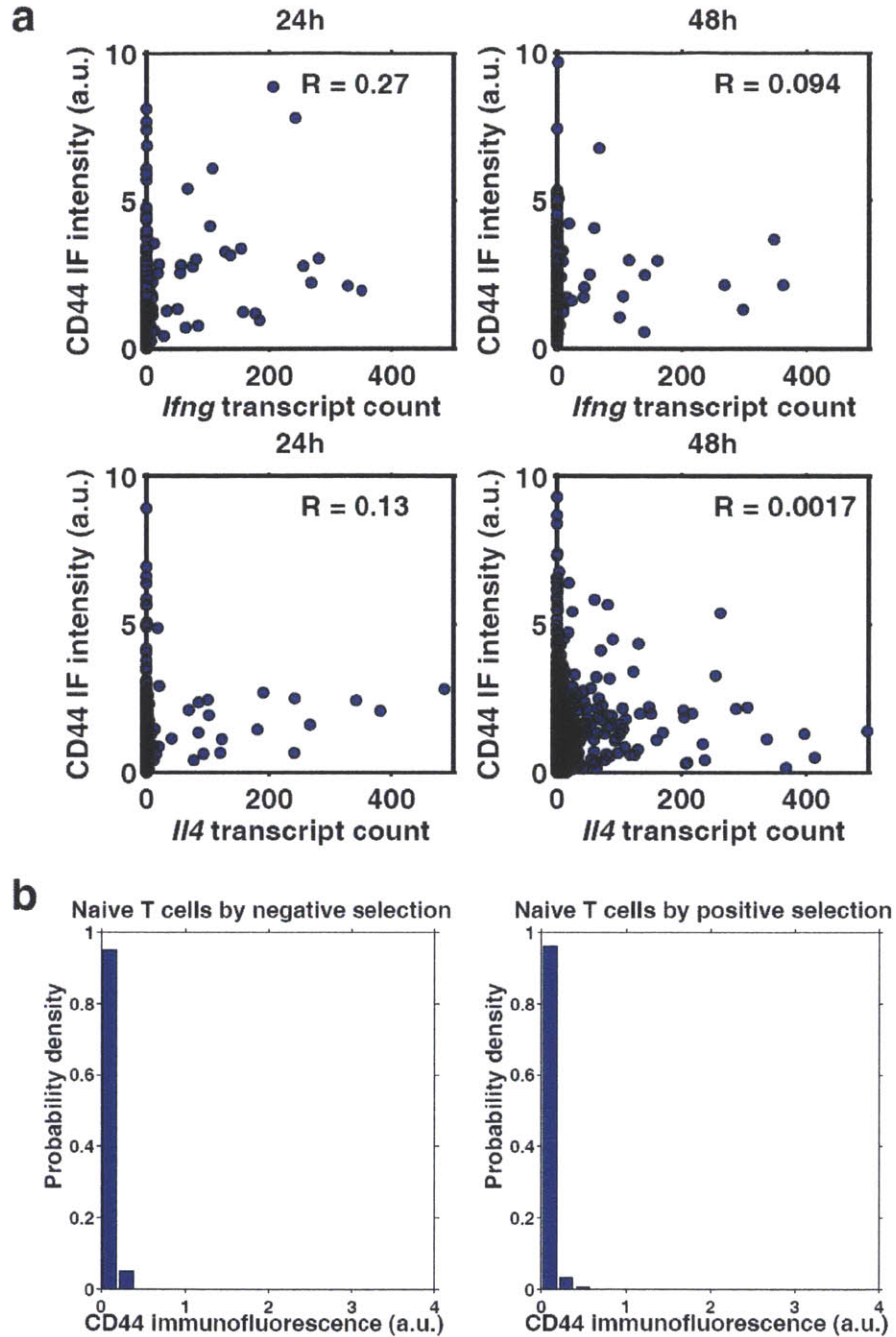 a
24h
48h
CD44 IF intensity (a.u.)
10
5
0
R = 0.27
0 200 400
Ifng transcript count
CD44 IF intensity (a.u.)
10
5
0
R = 0.094
0 200 400
Ifng transcript count
24h
48h
CD44 IF intensity (a.u.)
10
5
0
R = 0.13
0 200 400
Il4 transcript count
CD44 IF intensity (a.u.)
10
5
0
R = 0.0017
0 200 400
Il4 transcript count
b
Naive T cells by negative selection
Probability density
1
0.8
0.6
0.4
0.2
0
0 1 2 3 4
CD44 immunofluorescence (a.u.)
Naive T cells by positive selection
Probability density
1
0.8
0.6
0.4
0.2
0
0 1 2 3 4
CD44 immunofluorescence (a.u.)